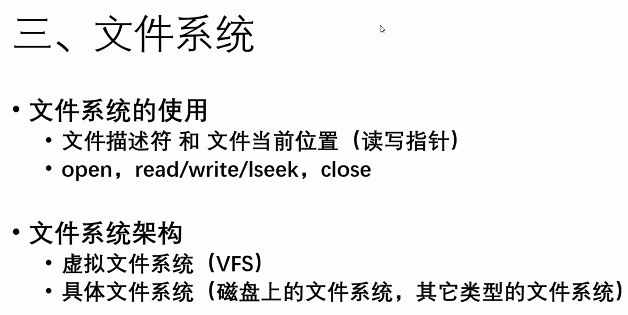 三、文件系统
• 文件系统的使用
• 文件描述符 和 文件当前位置（读写指针）
• open，read/write/lseek，close
• 文件系统架构
• 虚拟文件系统（VFS）
• 具体文件系统（磁盘上的文件系统，其它类型的文件系统）